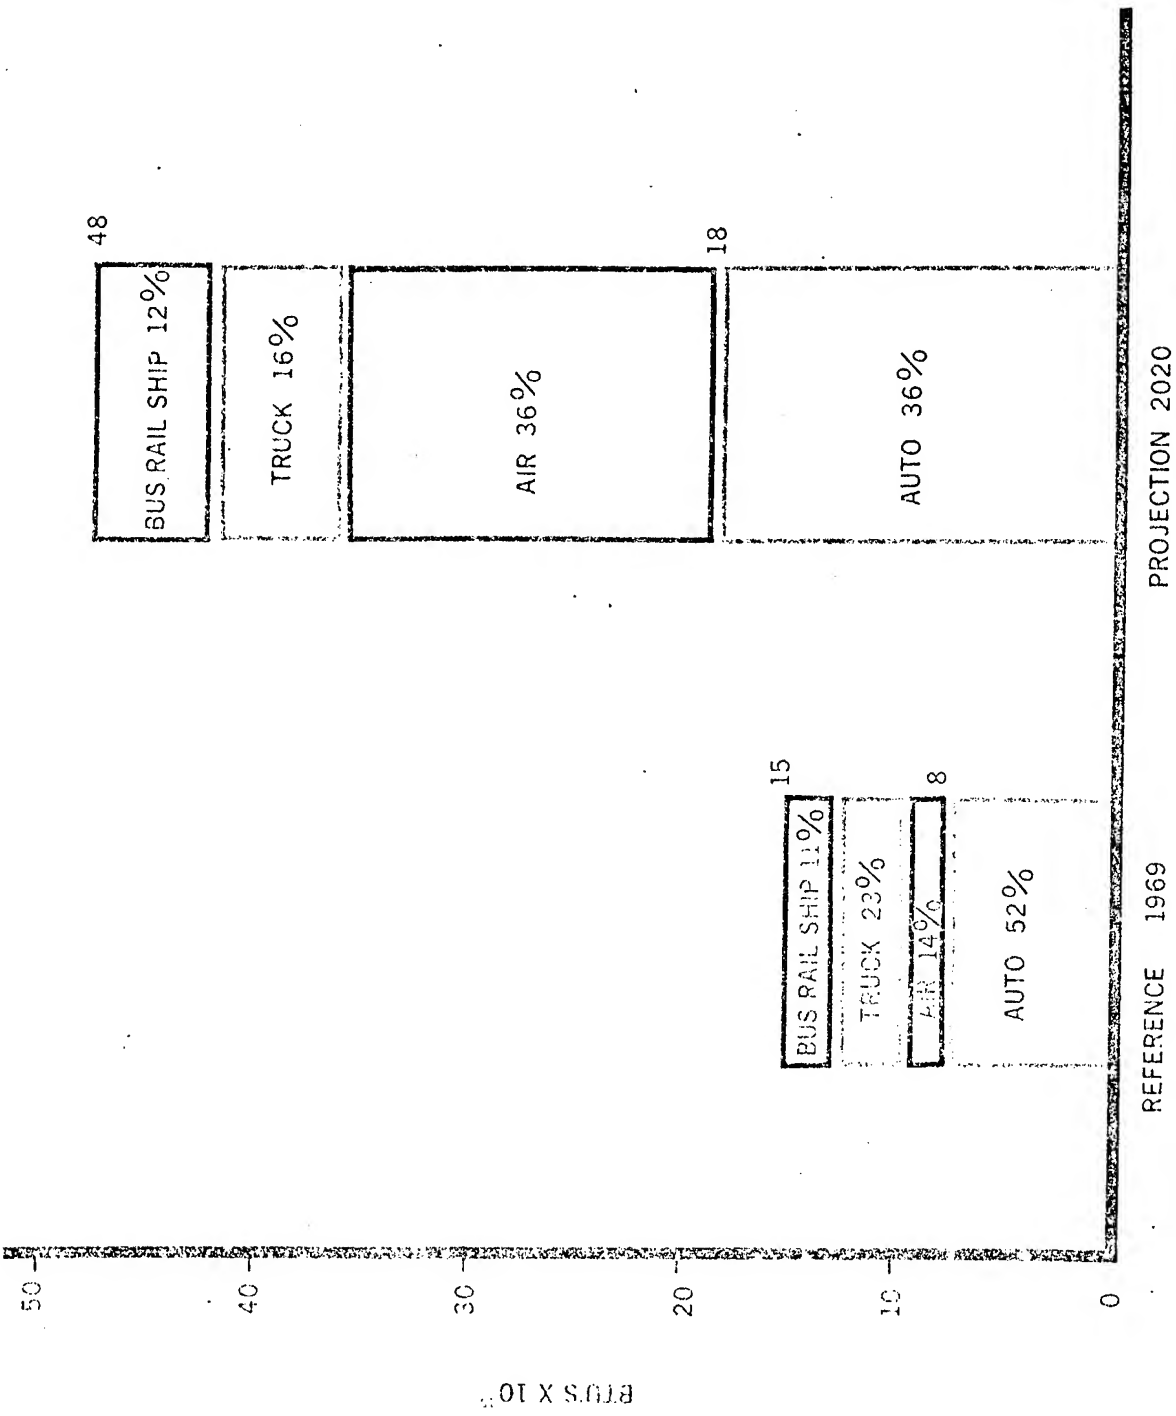 BTU'S X 10
50
40
30
20
10
0
15
BUS RAIL SHIP 11%
TRUCK 23%
8
AIR 14%
AUTO 52%
REFERENCE 1969
48
BUS RAIL SHIP 12%
TRUCK 16%
AIR 36%
18
AUTO 36%
PROJECTION 2020